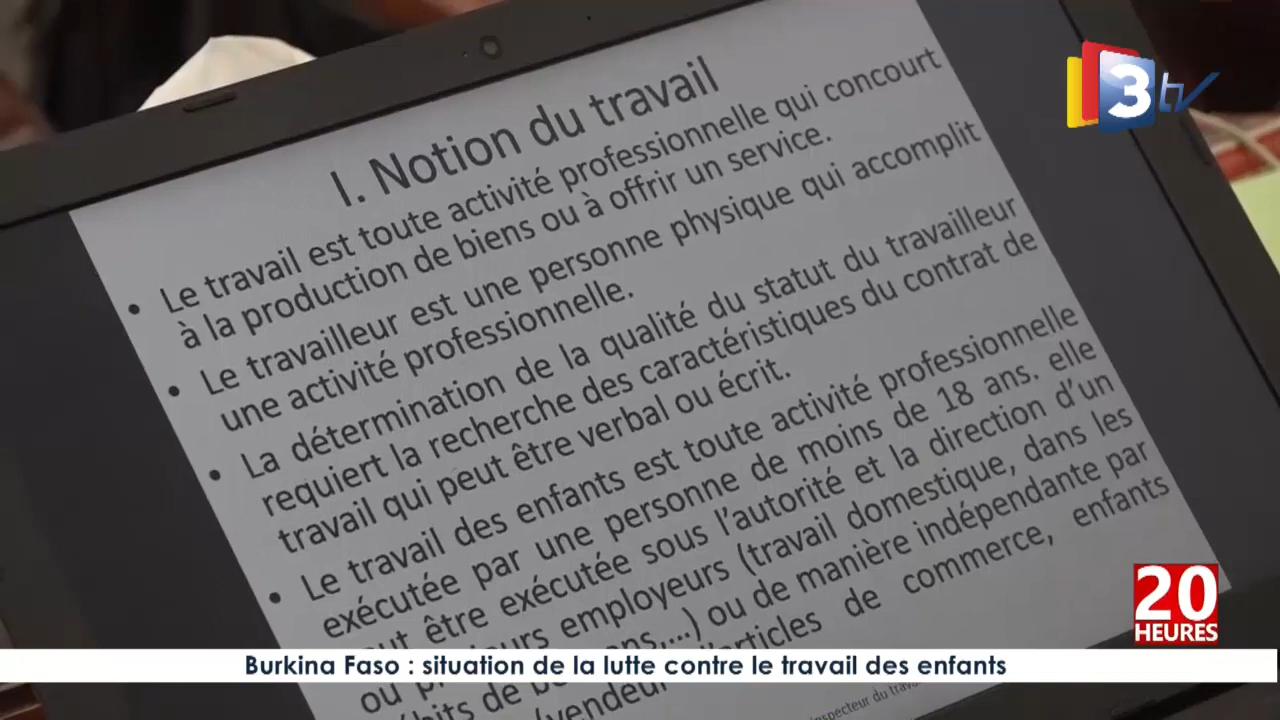 3tv
I. Notion du travail
• Le travail est toute activité professionnelle qui concourt
à la production de biens ou à offrir un service.
• Le travailleur est une personne physique qui accomplit
une activité professionnelle.
• La détermination de la qualité du statut du travailleur
requiert la recherche des caractéristiques du contrat de
travail qui peut être verbal ou écrit.
• Le travail des enfants est toute activité professionnelle
exécutée par une personne de moins de 18 ans. elle
être exécutée sous l'autorité et la direction d'un
ou employeurs (travail domestique, dans les
de ou de manière indépendante par
de commerce, enfants
20
HEURES
Burkina Faso : situation de la lutte contre le travail des enfants